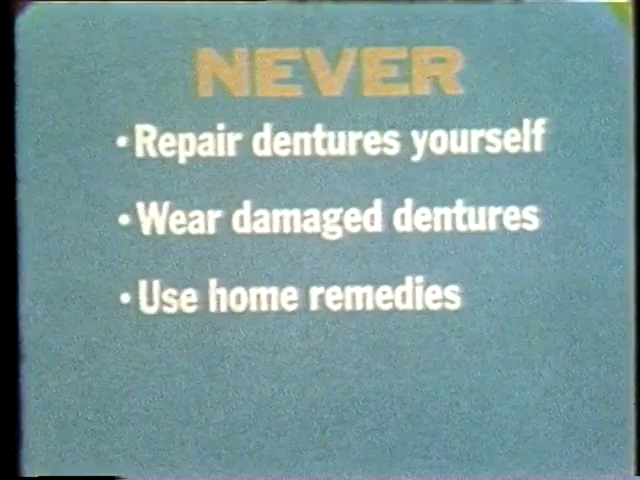 NEVER
•Repair dentures yourself
•Wear damaged dentures
•Use home remedies